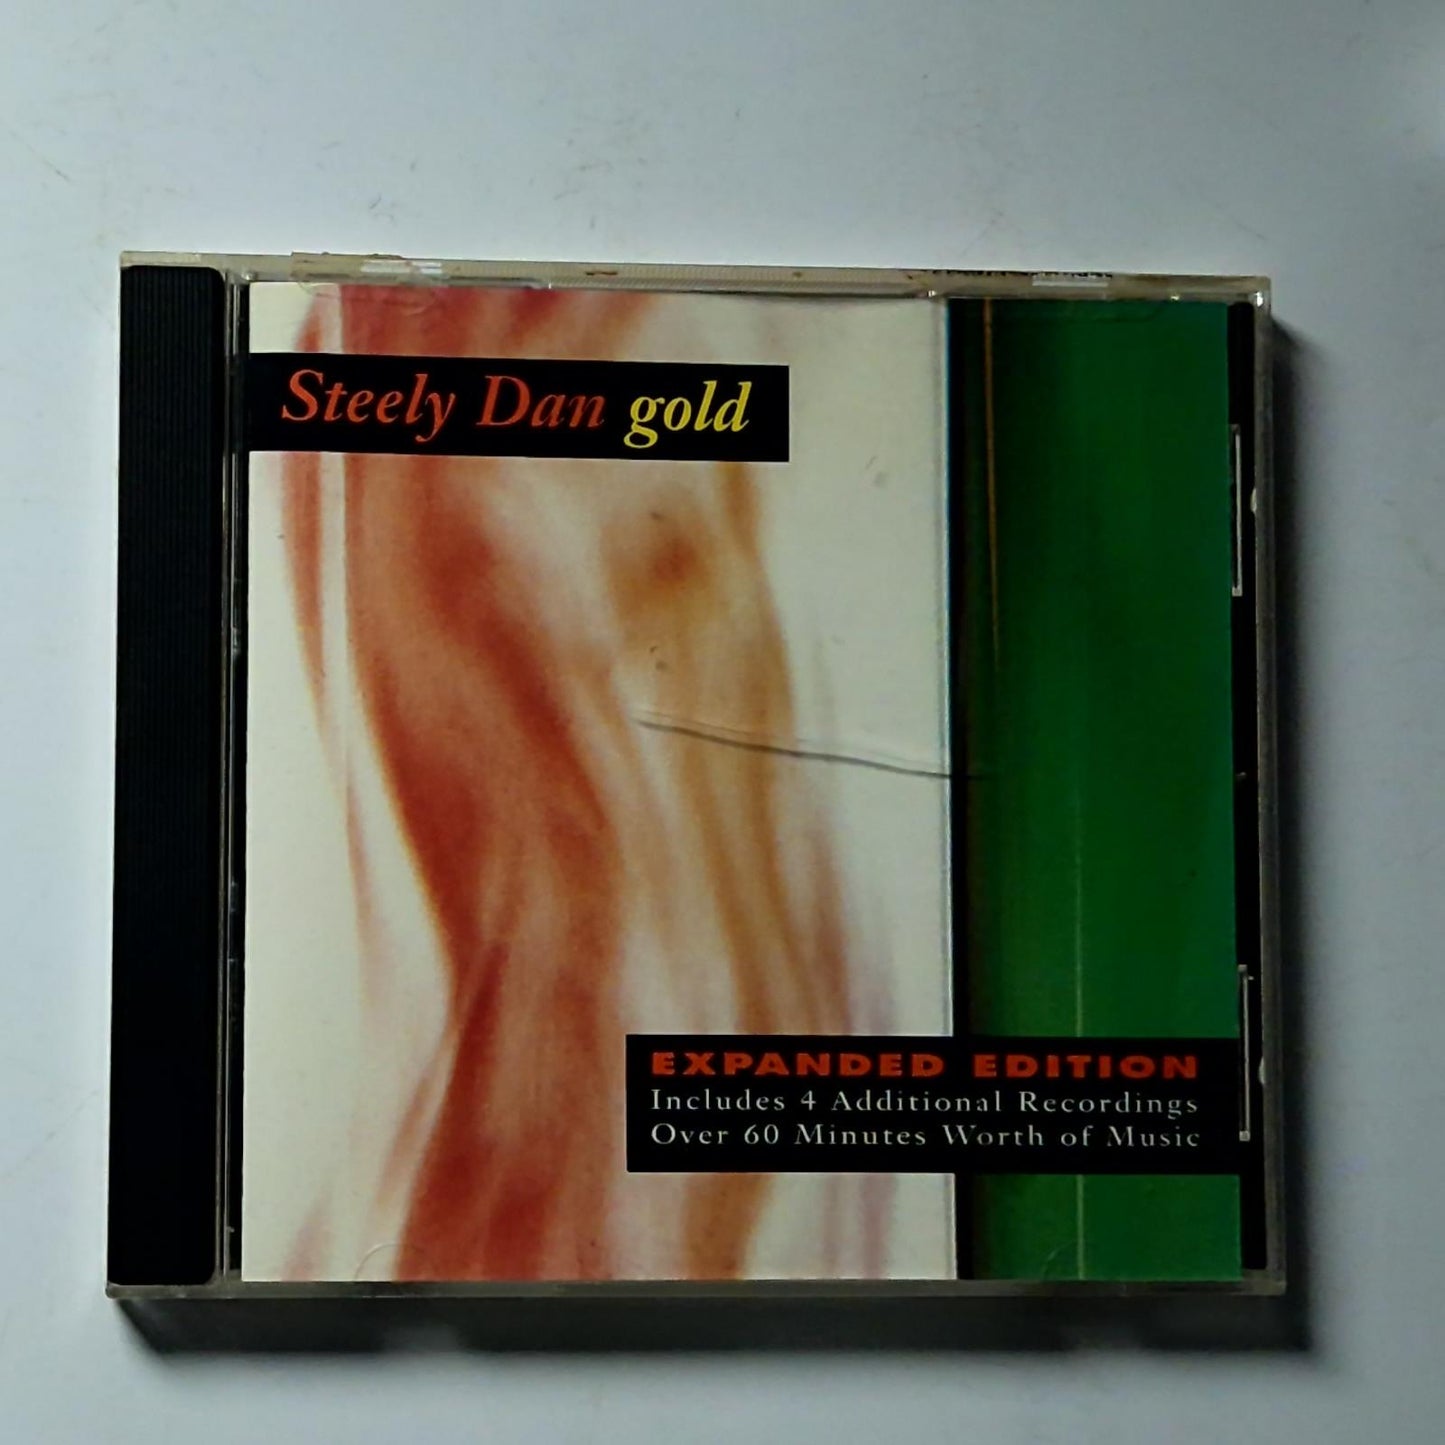 Steely Dan gold
EXPANDED EDITION
Includes 4 Additional Recordings
Over 60 Minutes Worth of Music